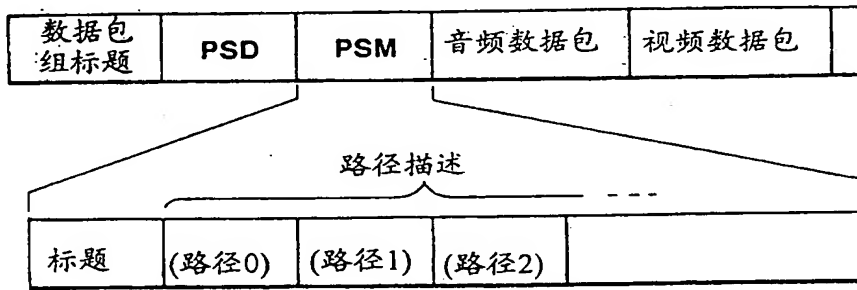 数据包
组标题
PSD
PSM
音频数据包
视频数据包
路径描述
标题
(路径0)
(路径1)
(路径2)